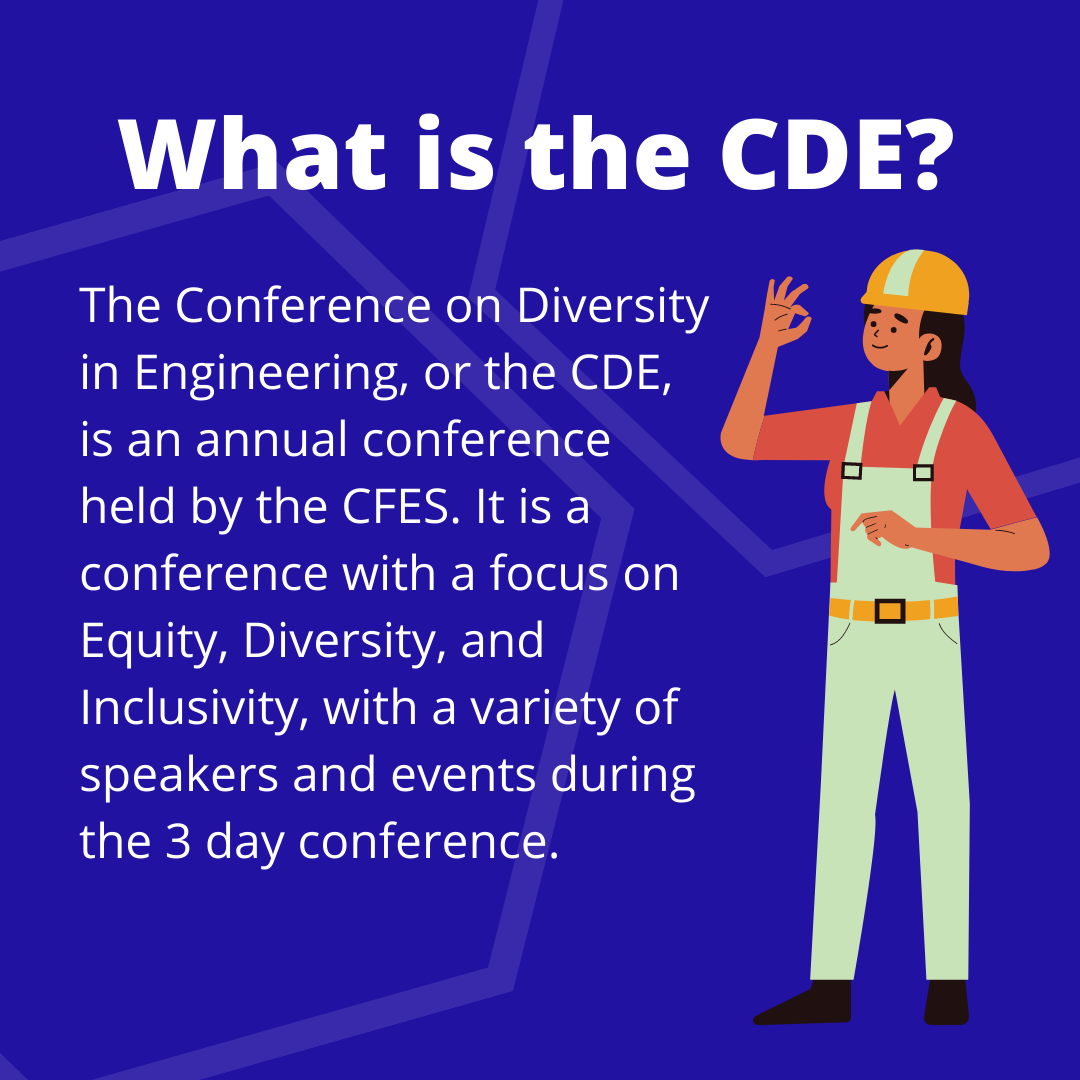 What is the CDE?
The Conference on Diversity
in Engineering, or the CDE,
is an annual conference
held by the CFES. It is a
conference with a focus on
Equity, Diversity, and
Inclusivity, with a variety of
speakers and events during
the 3 day conference.